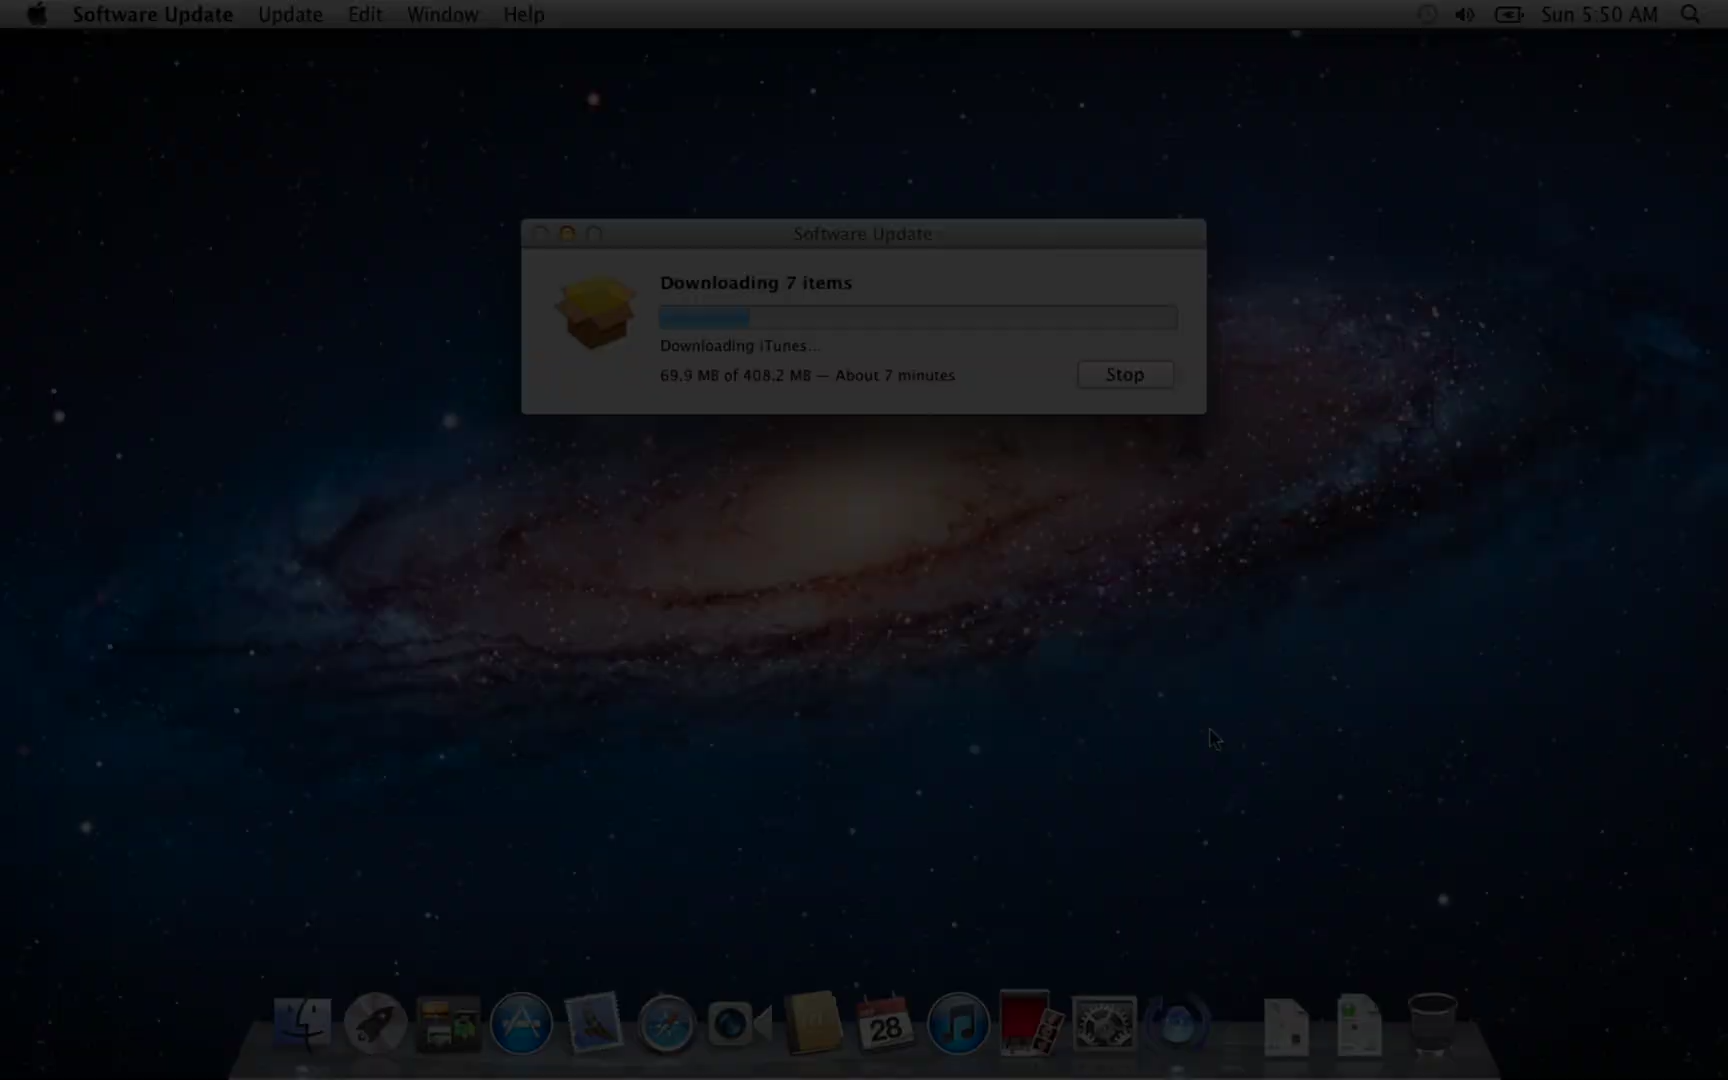 Software Update Update Edit Window Help Sun 5:50 AM
Software Update
Downloading 7 items
Downloading iTunes...
69.9 MB of 408.2 MB — About 7 minutes
Stop
28